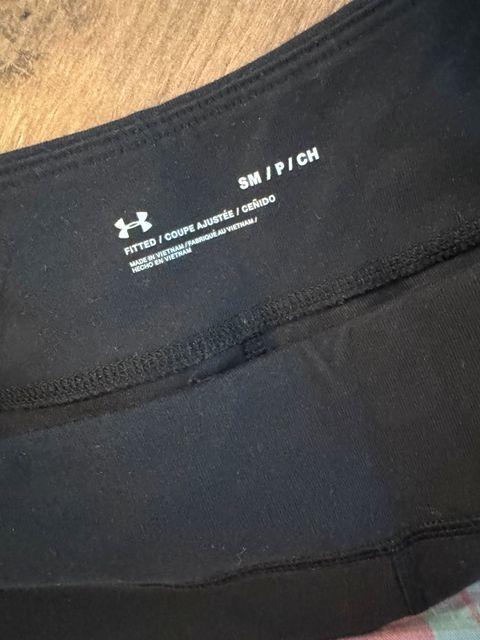 SM / P / CH
FITTED / COUPE AJUSTÉE / CEÑIDO
MADE IN VIETNAM / FABRIQUÉ AU VIETNAM /
HECHO EN VIETNAM